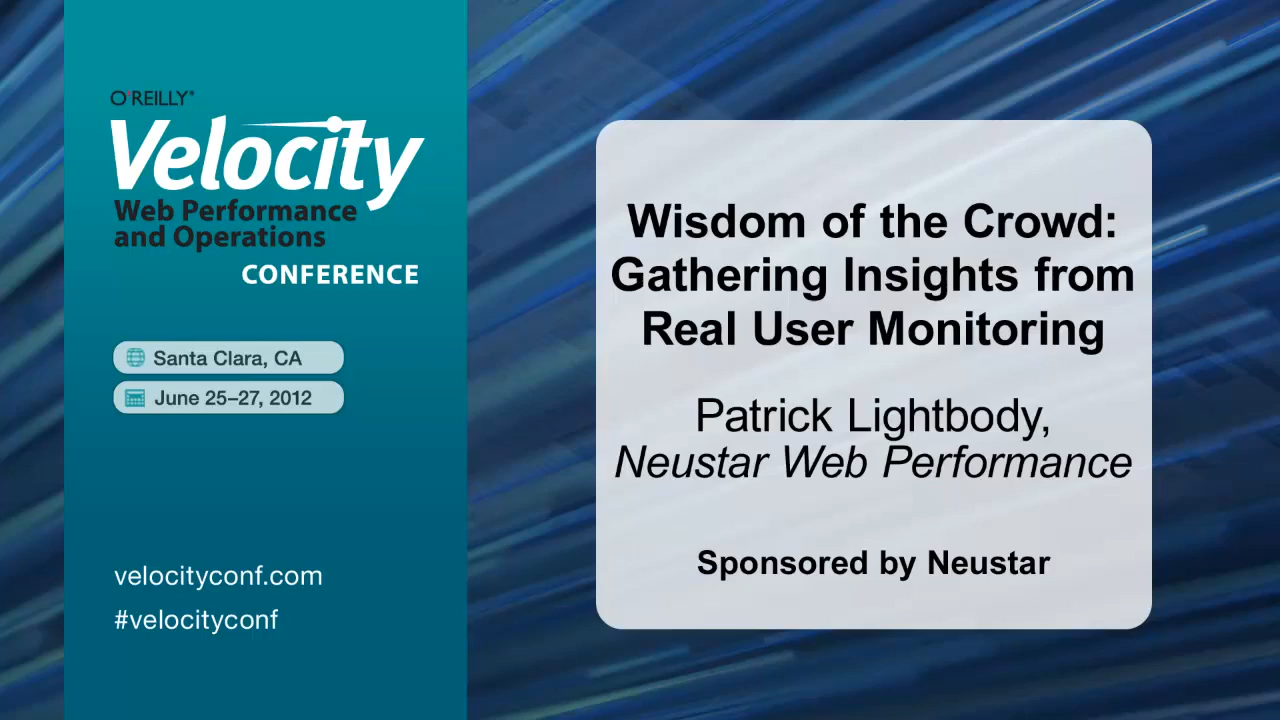 O'REILLY®
Velocity
Web Performance
and Operations
CONFERENCE
Santa Clara, CA
June 25–27, 2012
velocityconf.com
#velocityconf
Wisdom of the Crowd:
Gathering Insights from
Real User Monitoring
Patrick Lightbody,
Neustar Web Performance
Sponsored by Neustar